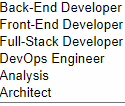 Back-End Developer
Front-End Developer
Full-Stack Developer
DevOps Engineer
Analysis
Architect